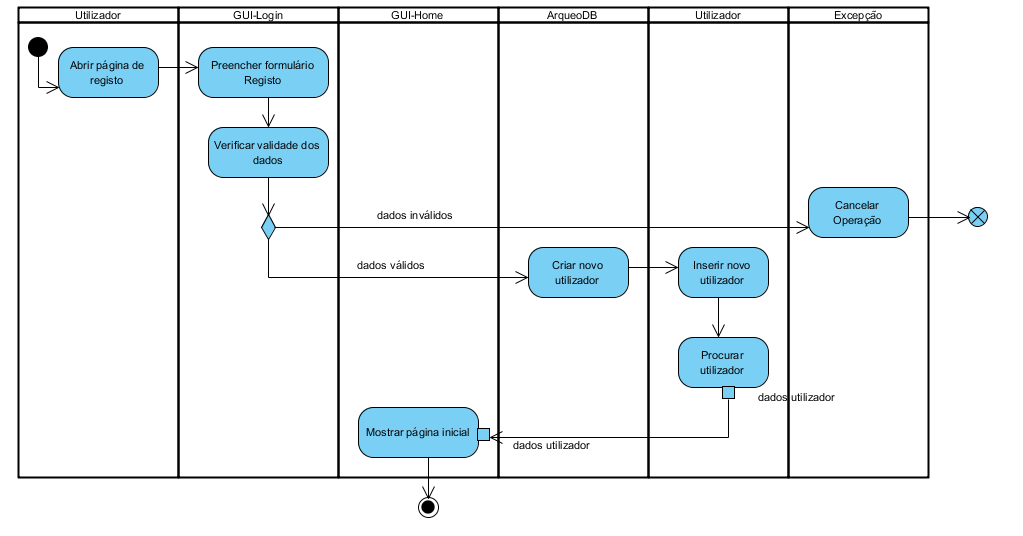 Utilizador
GUI-Login
GUI-Home
ArqueoDB
Utilizador
Excepção
Abrir página de
registo
Preencher formulário
Registo
Verificar validade dos
dados
dados inválidos
Cancelar
Operação
dados válidos
Criar novo
utilizador
Inserir novo
utilizador
Procurar
utilizador
dados utilizador
Mostrar página inicial
dados utilizador